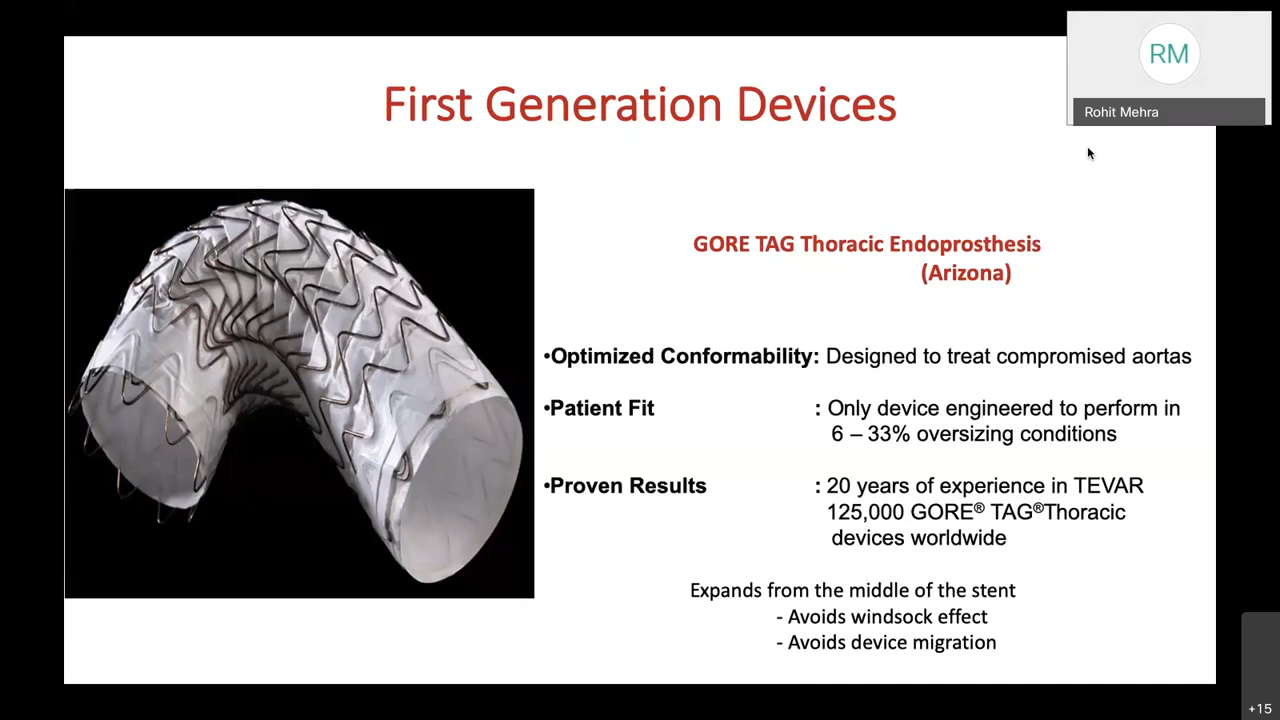 RM
Rohit Mehra
First Generation Devices
GORE TAG Thoracic Endoprosthesis
(Arizona)
•Optimized Conformability: Designed to treat compromised aortas
•Patient Fit : Only device engineered to perform in
6 – 33% oversizing conditions
•Proven Results : 20 years of experience in TEVAR
125,000 GORE® TAG®Thoracic
devices worldwide
Expands from the middle of the stent
- Avoids windsock effect
- Avoids device migration
+15